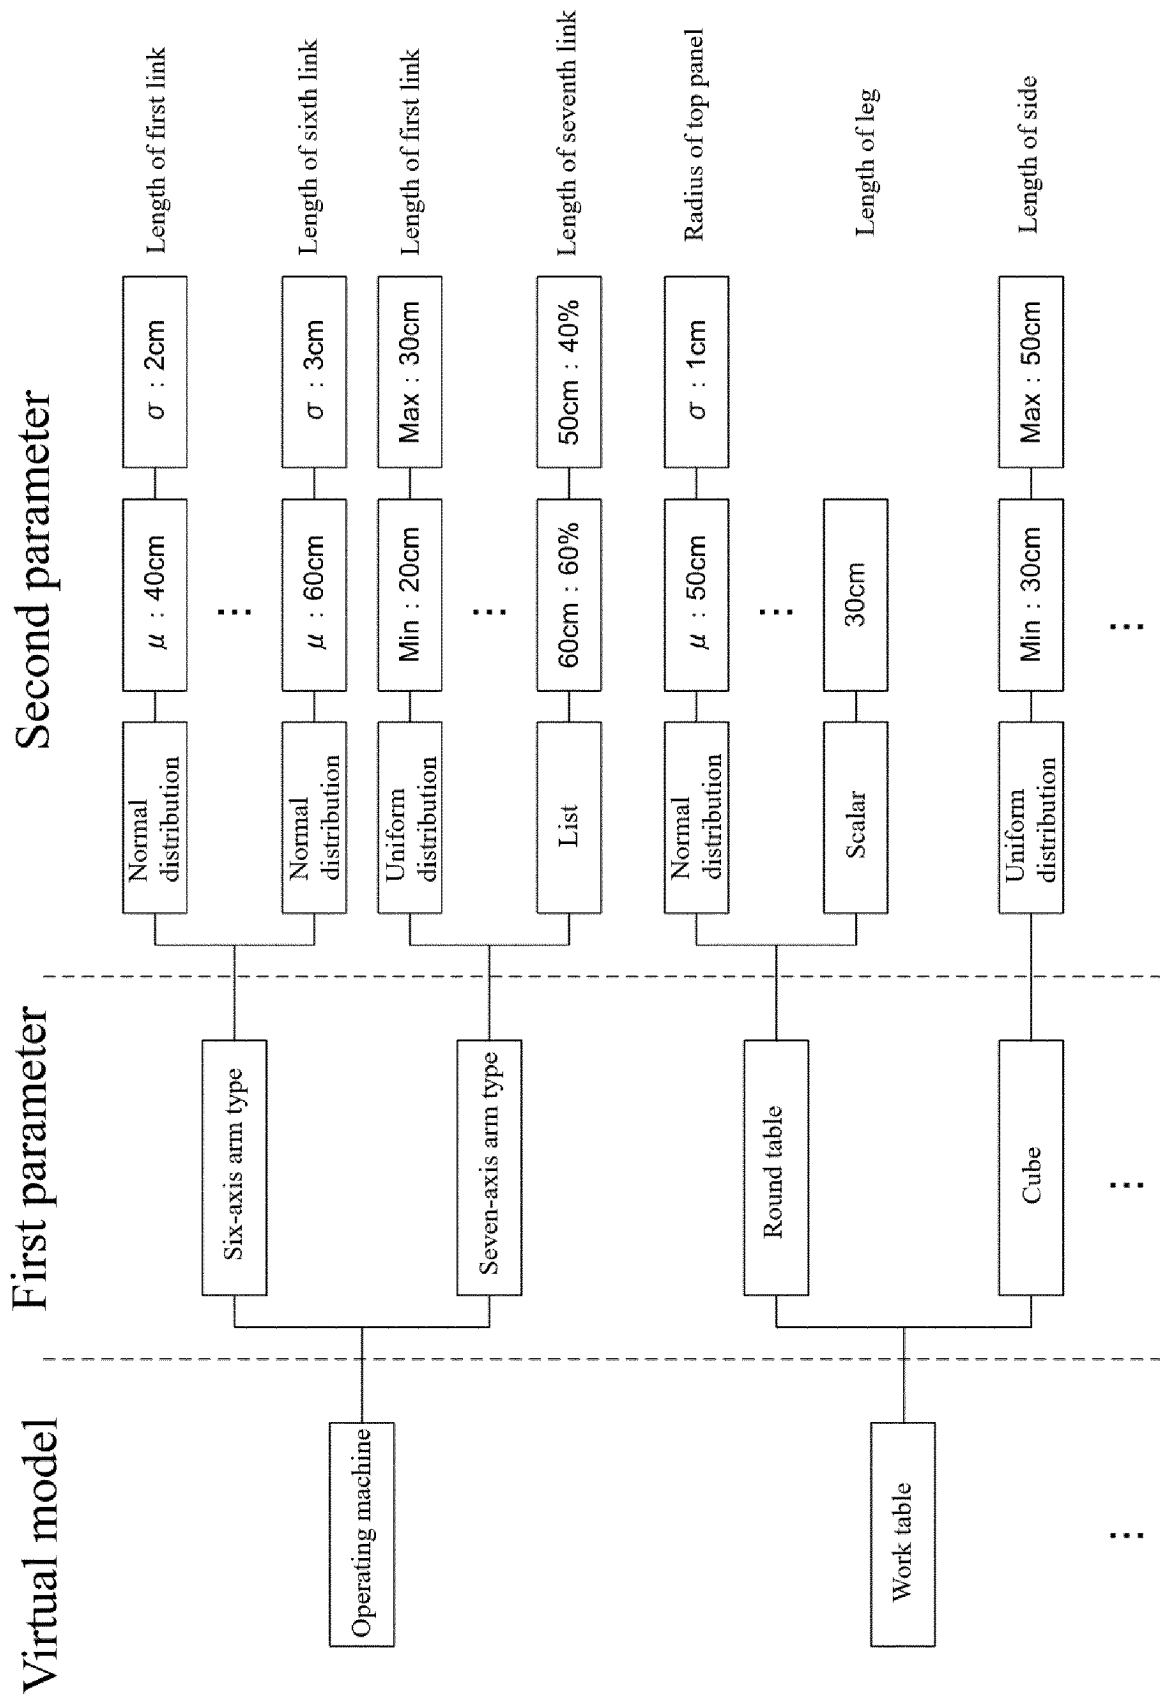 Virtual model
First parameter
Second parameter
Operating machine
Six-axis arm type
Normal
distribution
μ : 40cm
σ : 2cm
Length of first link
...
Normal
distribution
μ : 60cm
σ : 3cm
Length of sixth link
Seven-axis arm type
Uniform
distribution
Min : 20cm
Max : 30cm
Length of first link
...
List
60cm : 60%
50cm : 40%
Length of seventh link
Work table
Round table
Normal
distribution
μ : 50cm
σ : 1cm
Radius of top panel
...
Scalar
30cm
Length of leg
Cube
Uniform
distribution
Min : 30cm
Max : 50cm
Length of side
...
...
...